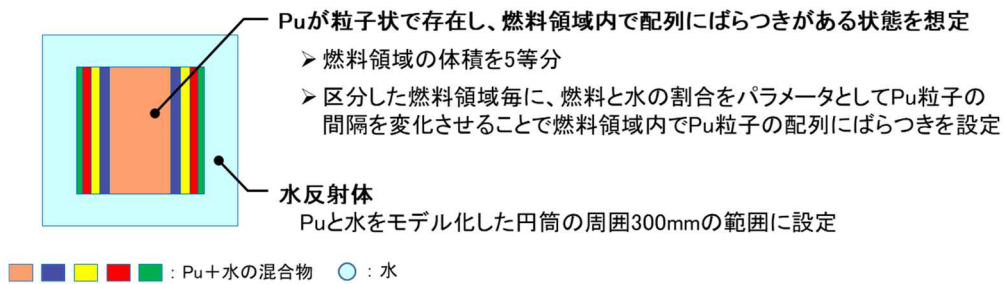 Puが粒子状で存在し、燃料領域内で配列にばらつきがある状態を想定
➢ 燃料領域の体積を5等分
➢ 区分した燃料領域毎に、燃料と水の割合をパラメータとしてPu粒子の
間隔を変化させることで燃料領域内でPu粒子の配列にばらつきを設定
水反射体
Puと水をモデル化した円筒の周囲300mmの範囲に設定
：Pu＋水の混合物 ：水